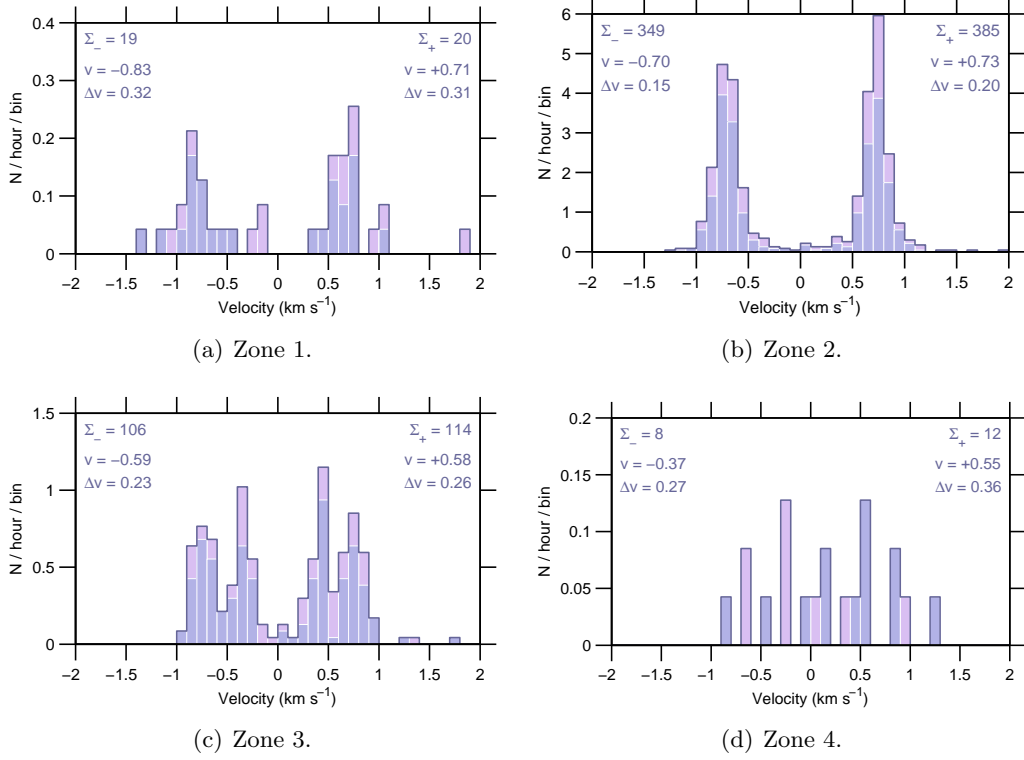 0.4
0.3
0.2
0.1
0
N / hour / bin
Σ− = 19
v = −0.83
Δv = 0.32
Σ+ = 20
v = +0.71
Δv = 0.31
−2 −1.5 −1 −0.5 0 0.5 1 1.5 2
Velocity (km s−1)
(a) Zone 1.
6
5
4
3
2
1
0
N / hour / bin
Σ− = 349
v = −0.70
Δv = 0.15
Σ+ = 385
v = +0.73
Δv = 0.20
−2 −1.5 −1 −0.5 0 0.5 1 1.5 2
Velocity (km s−1)
(b) Zone 2.
1.5
1
0.5
0
N / hour / bin
Σ− = 106
v = −0.59
Δv = 0.23
Σ+ = 114
v = +0.58
Δv = 0.26
−2 −1.5 −1 −0.5 0 0.5 1 1.5 2
Velocity (km s−1)
(c) Zone 3.
0.2
0.15
0.1
0.05
0
N / hour / bin
Σ− = 8
v = −0.37
Δv = 0.27
Σ+ = 12
v = +0.55
Δv = 0.36
−2 −1.5 −1 −0.5 0 0.5 1 1.5 2
Velocity (km s−1)
(d) Zone 4.